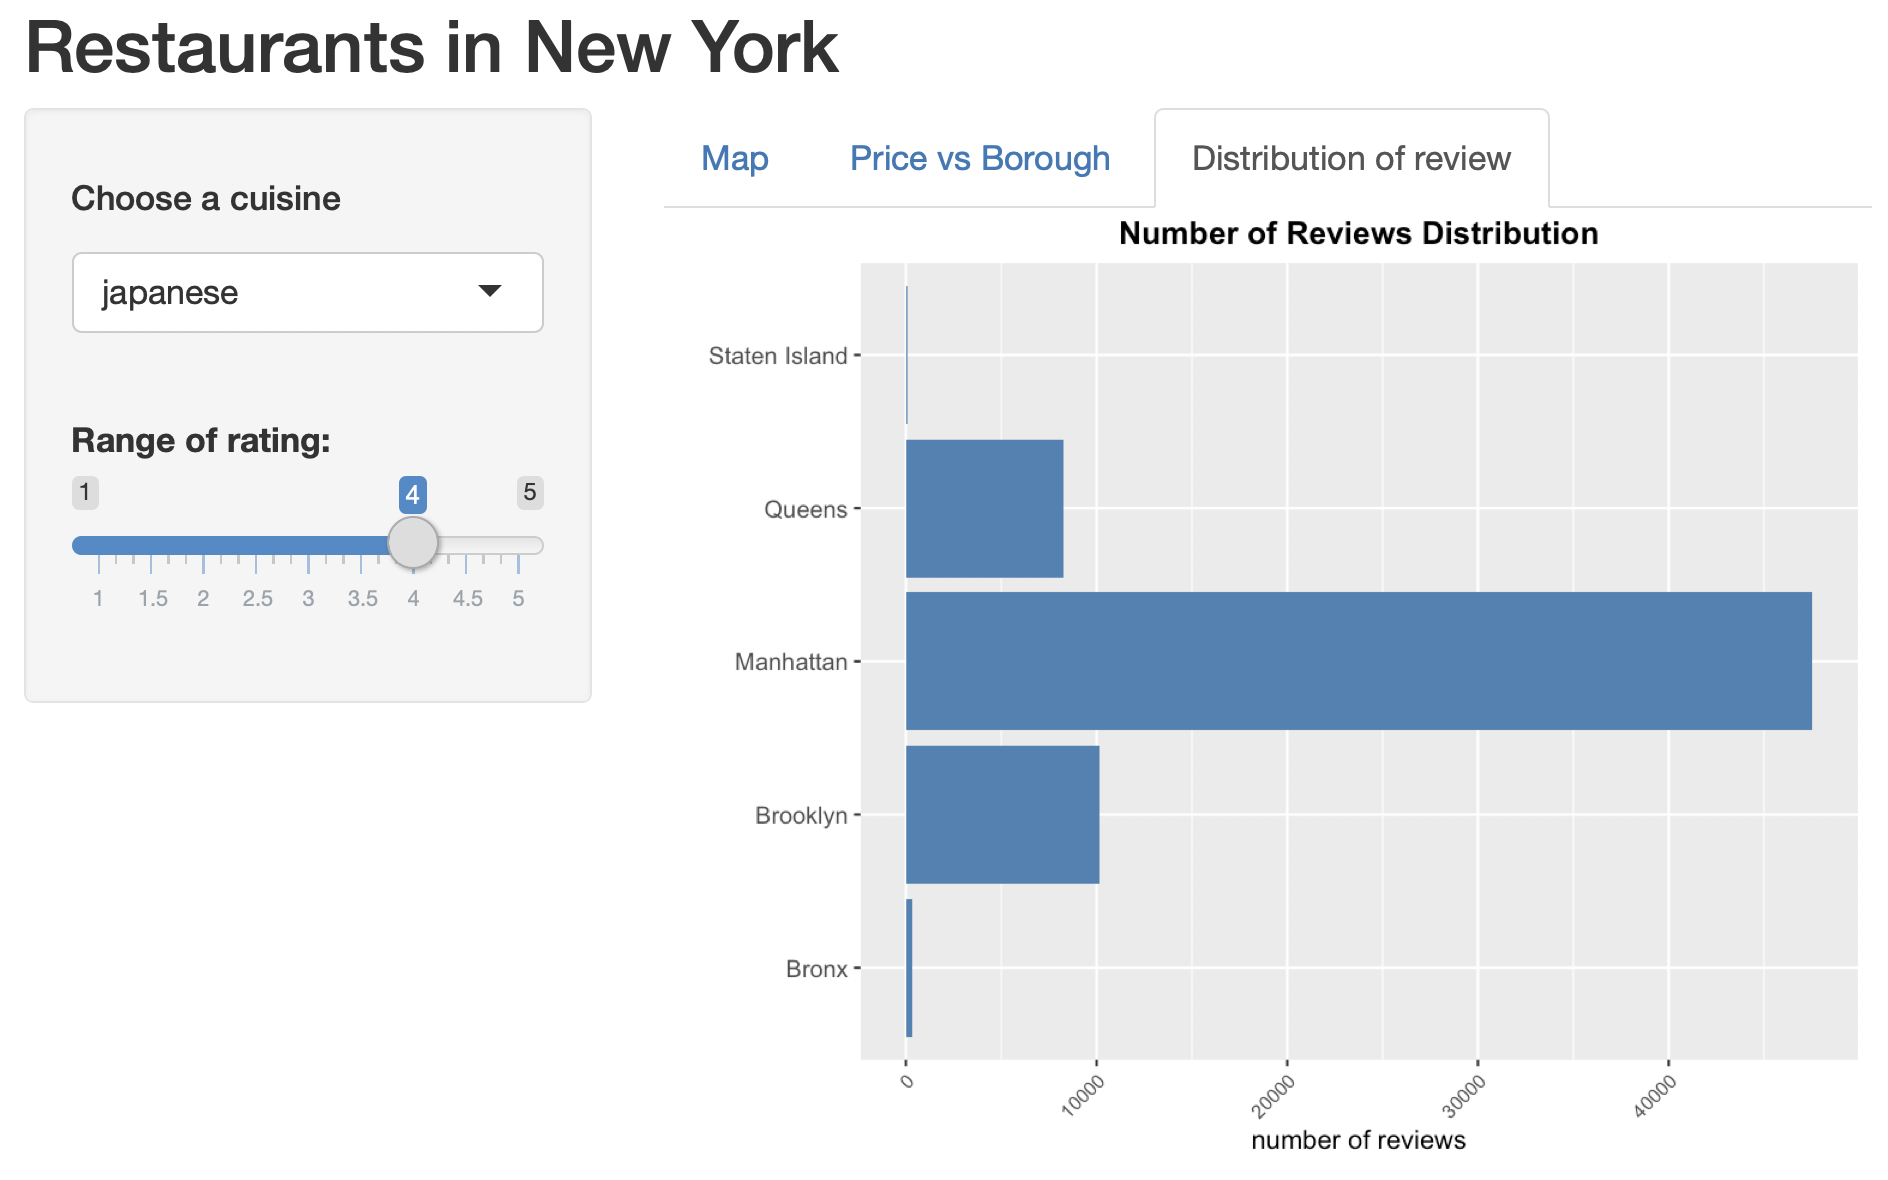 Restaurants in New York
Choose a cuisine
japanese
Range of rating:
1 4 5
1 1.5 2 2.5 3 3.5 4 4.5 5
Map Price vs Borough Distribution of review
Number of Reviews Distribution
Staten Island
Queens
Manhattan
Brooklyn
Bronx
0 10000 20000 30000 40000
number of reviews